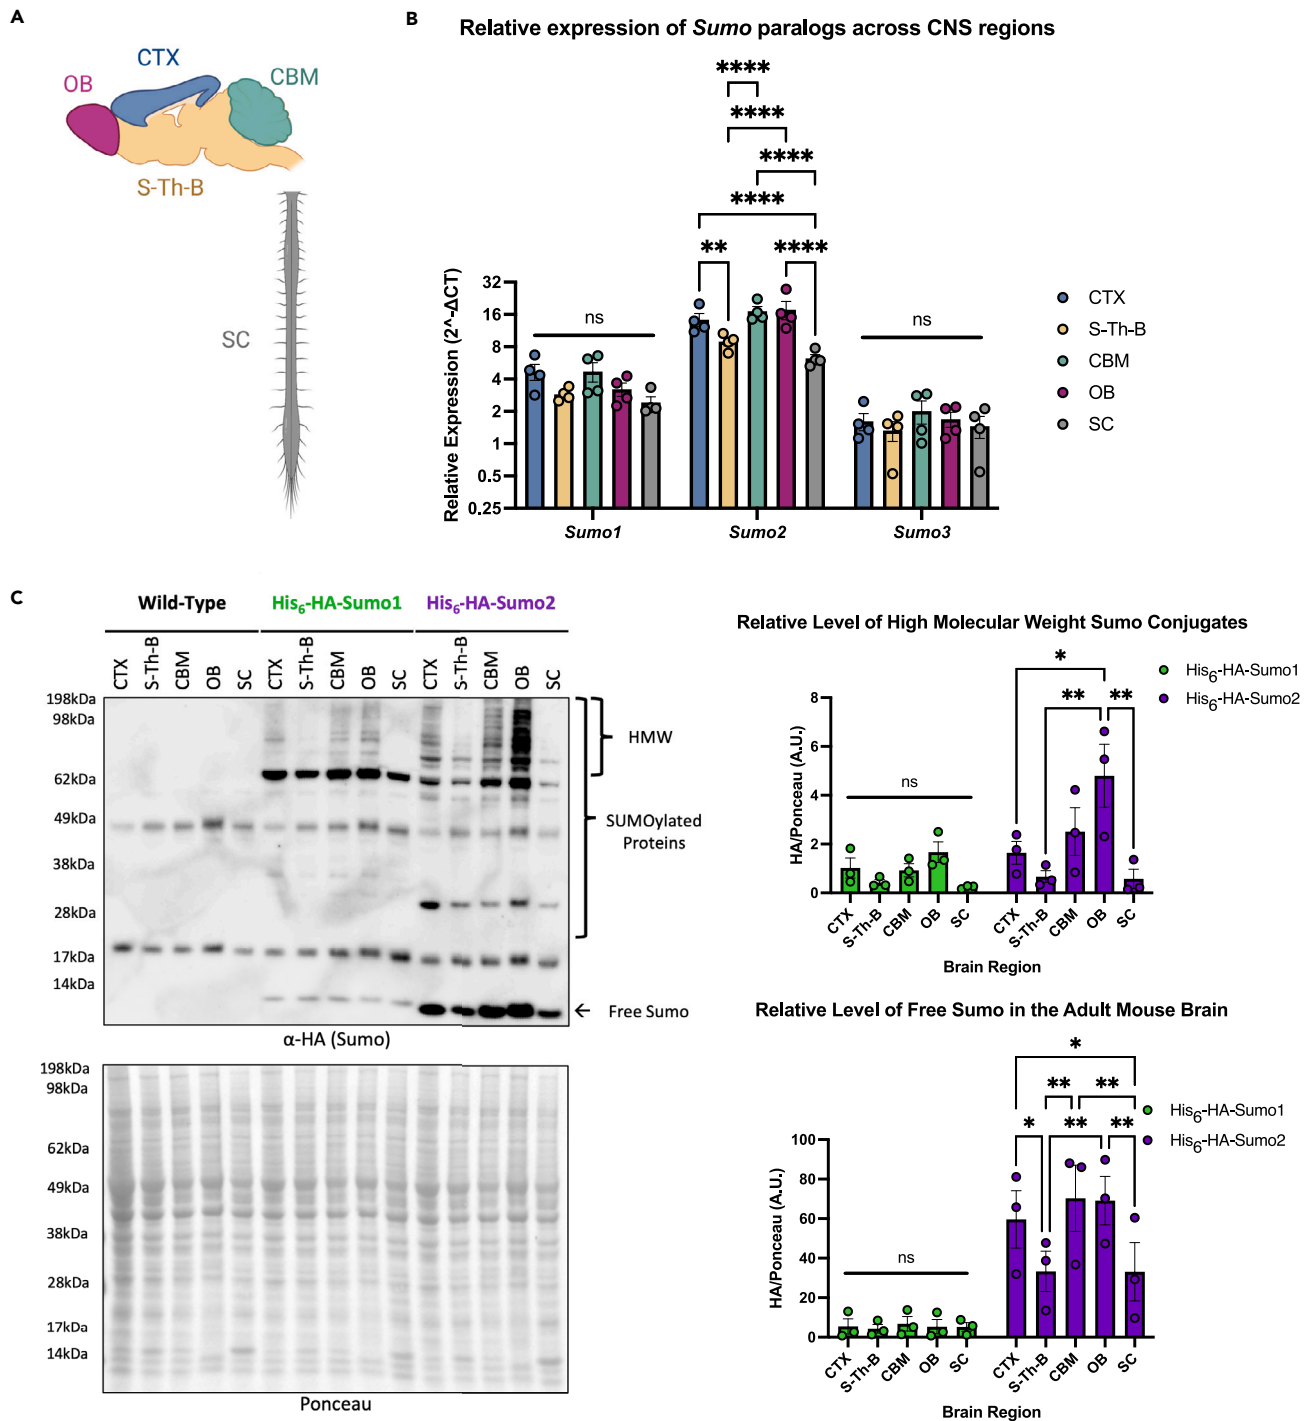 A
CTX
OB
CBM
S-Th-B
SC
B
Relative expression of Sumo paralogs across CNS regions
****
****
****
****
**
****
ns
ns
Relative Expression (2^-ΔCT)
32
16
8
4
2
1
0.5
0.25
Sumo1
Sumo2
Sumo3
CTX
S-Th-B
CBM
OB
SC
C
Wild-Type
His6-HA-Sumo1
His6-HA-Sumo2
CTX
S-Th-B
CBM
OB
SC
CTX
S-Th-B
CBM
OB
SC
CTX
S-Th-B
CBM
OB
SC
198kDa
98kDa
62kDa
49kDa
38kDa
28kDa
17kDa
14kDa
HMW
SUMOylated
Proteins
← Free Sumo
α-HA (Sumo)
198kDa
98kDa
62kDa
49kDa
38kDa
28kDa
17kDa
14kDa
Ponceau
Relative Level of High Molecular Weight Sumo Conjugates
His6-HA-Sumo1
His6-HA-Sumo2
*
**
**
ns
HA/Ponceau (A.U.)
8
6
4
2
0
CTX
S-Th-B
CBM
OB
SC
CTX
S-Th-B
CBM
OB
SC
Brain Region
Relative Level of Free Sumo in the Adult Mouse Brain
His6-HA-Sumo1
His6-HA-Sumo2
*
**
**
*
**
**
ns
HA/Ponceau (A.U.)
100
80
60
40
20
0
CTX
S-Th-B
CBM
OB
SC
CTX
S-Th-B
CBM
OB
SC
Brain Region